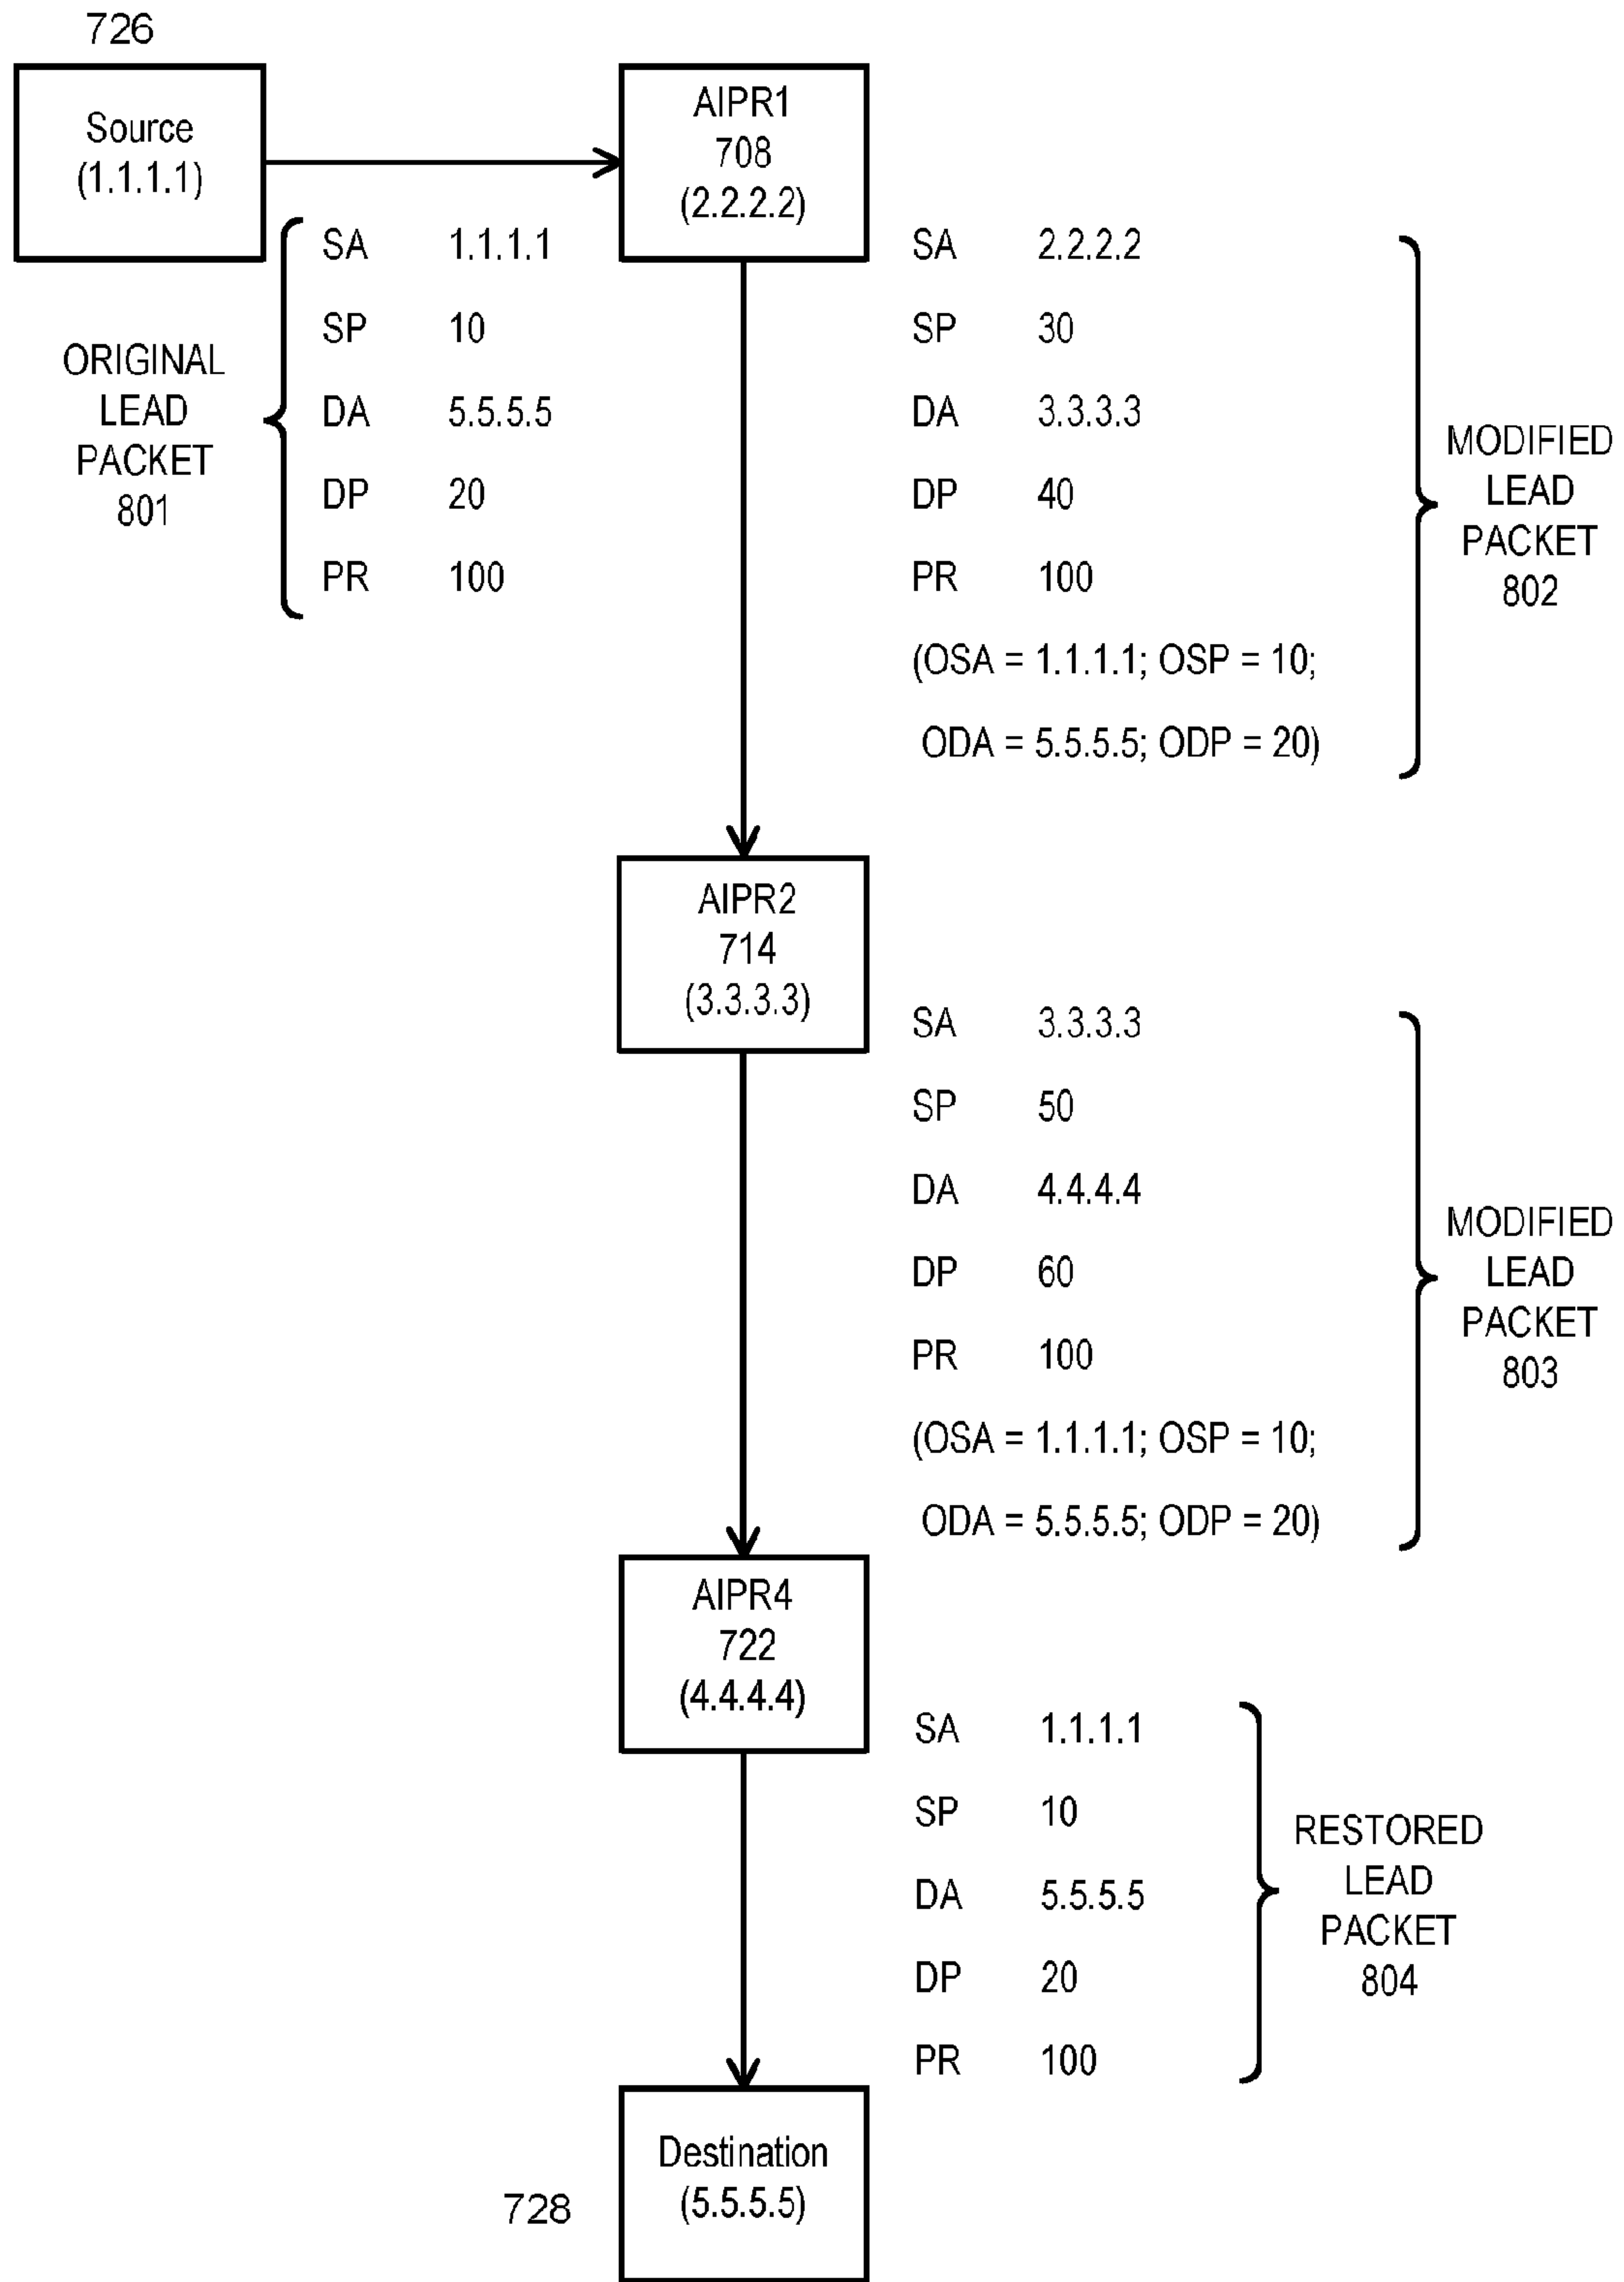 726
Source
(1.1.1.1)
AIPR1
708
(2.2.2.2)
SA 1.1.1.1
SP 10
DA 5.5.5.5
DP 20
PR 100
ORIGINAL
LEAD
PACKET
801
SA 2.2.2.2
SP 30
DA 3.3.3.3
DP 40
PR 100
(OSA = 1.1.1.1; OSP = 10;
ODA = 5.5.5.5; ODP = 20)
MODIFIED
LEAD
PACKET
802
AIPR2
714
(3.3.3.3)
SA 3.3.3.3
SP 50
DA 4.4.4.4
DP 60
PR 100
(OSA = 1.1.1.1; OSP = 10;
ODA = 5.5.5.5; ODP = 20)
MODIFIED
LEAD
PACKET
803
AIPR4
722
(4.4.4.4)
SA 1.1.1.1
SP 10
DA 5.5.5.5
DP 20
PR 100
RESTORED
LEAD
PACKET
804
Destination
(5.5.5.5)
728